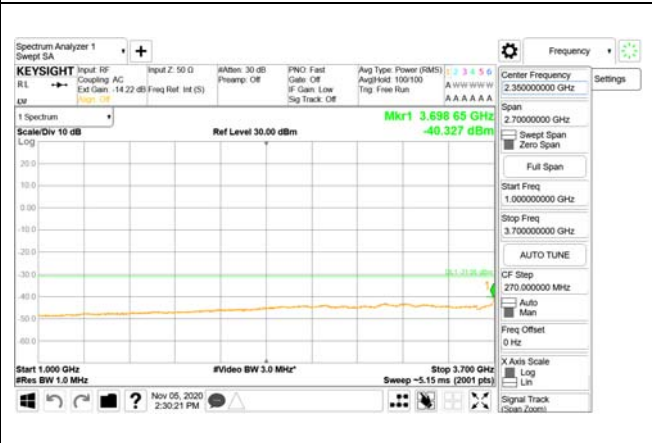 Spectrum Analyzer 1
Swept SA
+
Frequency
KEYSIGHT
RL
Input: RF
Coupling: AC
Ext Gain: -14.22 dB
Align: Off
Input Z: 50 Ω
Freq Ref: Int (S)
#Atten: 30 dB
Preamp: Off
PNO: Fast
Gate: Off
IF Gain: Low
Sig Track: Off
Avg Type: Power (RMS)
Avg|Hold: 100/100
Trig: Free Run
1 2 3 4 5 6
A W W W W W
A A A A A A
1 Spectrum
Scale/Div 10 dB
Log
Ref Level 30.00 dBm
Mkr1 3.698 65 GHz
-40.327 dBm
20.0
10.0
0.00
-10.0
-20.0
-30.0
-40.0
-50.0
-60.0
1
Start 1.000 GHz
#Res BW 1.0 MHz
#Video BW 3.0 MHz*
Stop 3.700 GHz
Sweep ~5.15 ms (2001 pts)
Nov 05, 2020
2:30:21 PM
Center Frequency
2.350000000 GHz
Settings
Span
2.70000000 GHz
Swept Span
Zero Span
Full Span
Start Freq
1.000000000 GHz
Stop Freq
3.700000000 GHz
AUTO TUNE
CF Step
270.000000 MHz
Auto
Man
Freq Offset
0 Hz
X Axis Scale
Log
Lin
Signal Track
(Span Zoom)